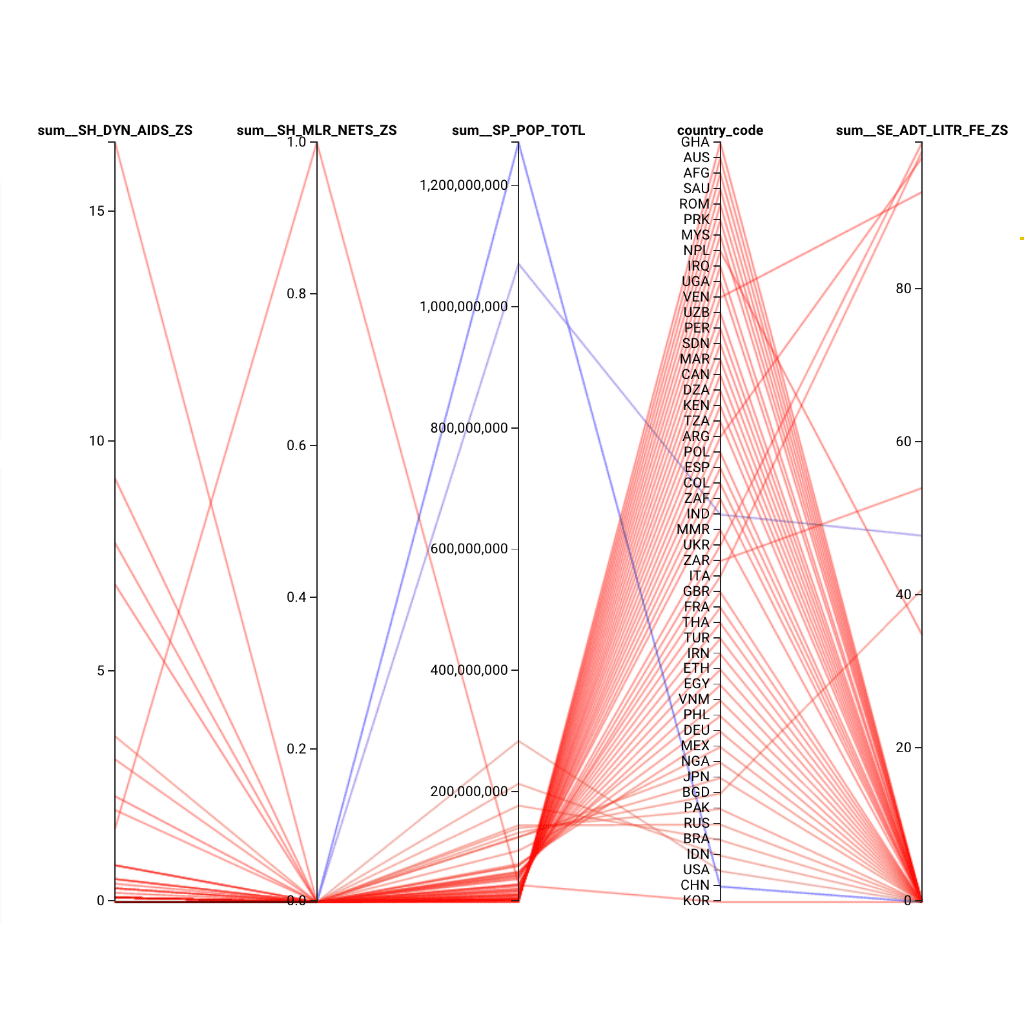 sum__SH_DYN_AIDS_ZS
sum__SH_MLR_NETS_ZS
sum__SP_POP_TOTL
country_code
sum__SE_ADT_LITR_FE_ZS
15
10
5
0
1.0
0.8
0.6
0.4
0.2
0.0
1,200,000,000
1,000,000,000
800,000,000
600,000,000
400,000,000
200,000,000
GHA
AUS
AFG
SAU
ROM
PRK
MYS
NPL
IRQ
UGA
VEN
UZB
PER
SDN
MAR
CAN
DZA
KEN
TZA
ARG
POL
ESP
COL
ZAF
IND
MMR
UKR
ZAR
ITA
GBR
FRA
THA
TUR
IRN
ETH
EGY
VNM
PHL
DEU
MEX
NGA
JPN
BGD
PAK
RUS
BRA
IDN
USA
CHN
KOR
80
60
40
20
0